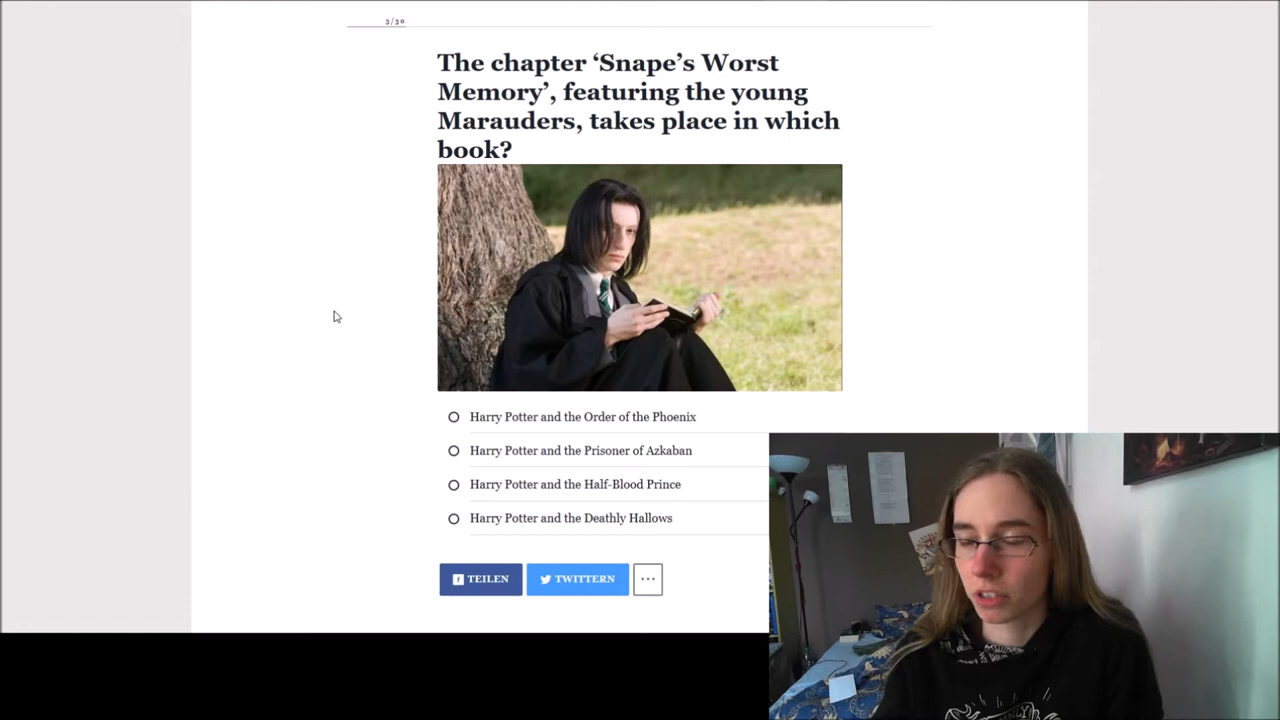 3/30
The chapter ‘Snape’s Worst
Memory’, featuring the young
Marauders, takes place in which
book?
Harry Potter and the Order of the Phoenix
Harry Potter and the Prisoner of Azkaban
Harry Potter and the Half-Blood Prince
Harry Potter and the Deathly Hallows
TEILEN
TWITTERN